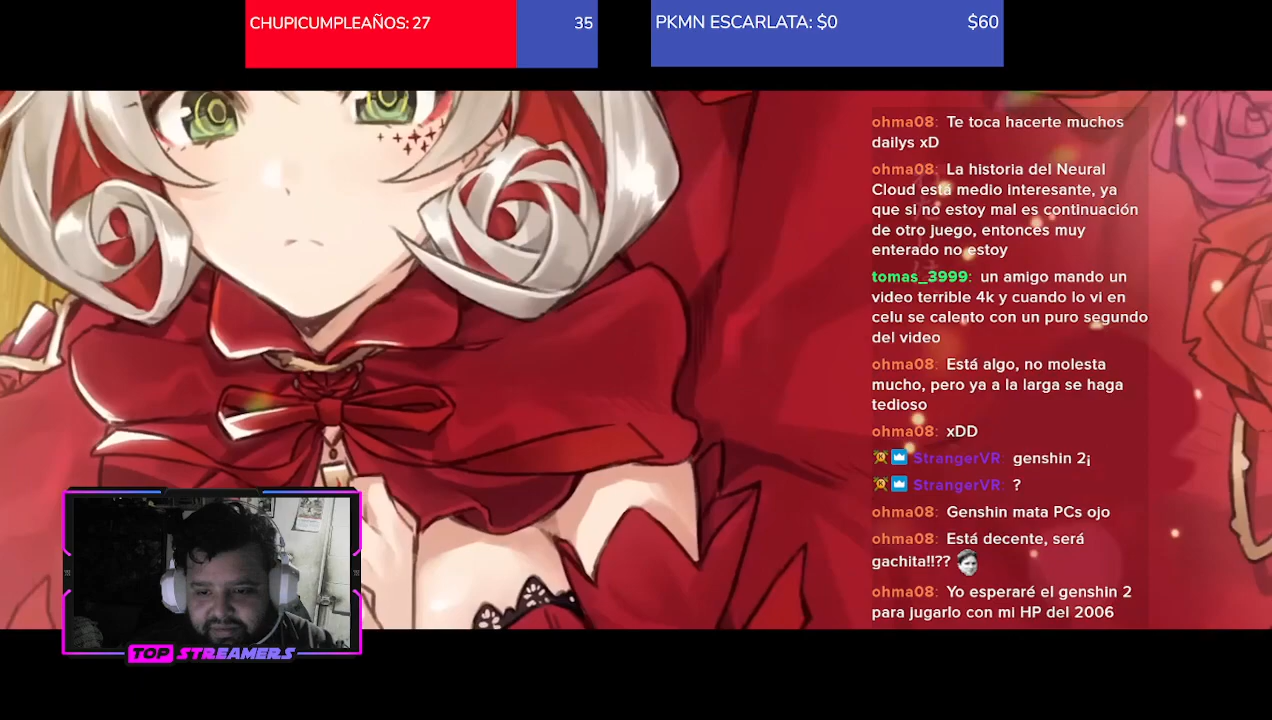 CHUPICUMPLEAÑOS: 27 35
PKMN ESCARLATA: $0 $60
ohma08: Te toca hacerte muchos
dailys xD
ohma08: La historia del Neural
Cloud está medio interesante, ya
que si no estoy mal es continuación
de otro juego, entonces muy
enterado no estoy
tomas_3999: un amigo mando un
video terrible 4k y cuando lo vi en
celu se calento con un puro segundo
del video
ohma08: Está algo, no molesta
mucho, pero ya a la larga se haga
tedioso
ohma08: xDD
StrangerVR: genshin 2¡
StrangerVR: ?
ohma08: Genshin mata PCs ojo
ohma08: Está decente, será
gachita!!??
ohma08: Yo esperaré el genshin 2
para jugarlo con mi HP del 2006
TOP STREAMERS